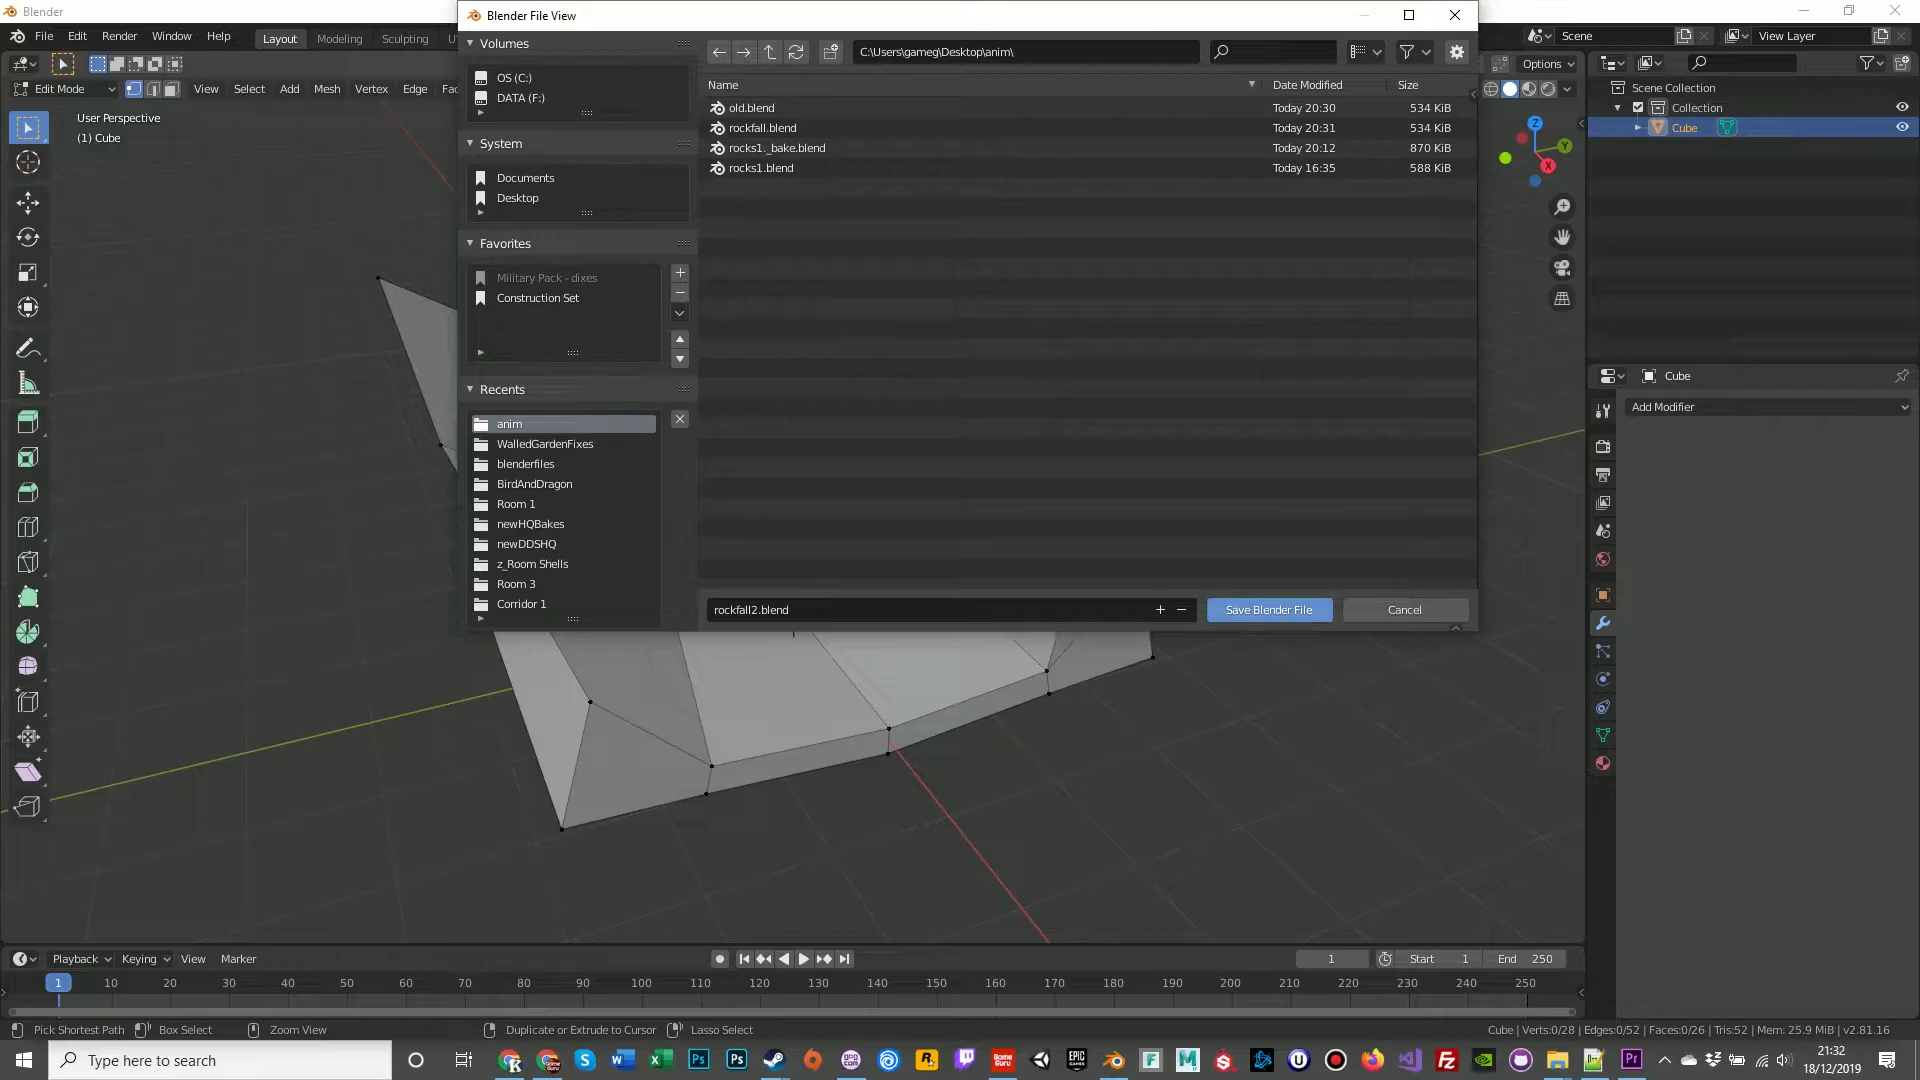 Blender
Blender File View
File Edit Render Window Help Layout Modeling Sculpting
Scene View Layer
Edit Mode View Select Add Mesh Vertex Edge
Options
User Perspective
(1) Cube
Volumes
OS (C:)
DATA (F:)
System
Documents
Desktop
Favorites
Military Pack - dixes
Construction Set
Recents
anim
WalledGardenFixes
blenderfiles
BirdAndDragon
Room 1
newHQBakes
newDDSHQ
z_Room Shells
Room 3
Corridor 1
C:\Users\gameg\Desktop\anim\
Name Date Modified Size
old.blend Today 20:30 534 KiB
rockfall.blend Today 20:31 534 KiB
rocks1._bake.blend Today 20:12 870 KiB
rocks1.blend Today 16:35 588 KiB
rockfall2.blend + − Save Blender File Cancel
Z
Y
X
Scene Collection
Collection
Cube
Cube
Add Modifier
Playback Keying View Marker
1 Start 1 End 250
1 10 20 30 40 50 60 70 80 90 100 110 120 130 140 150 160 170 180 190 200 210 220 230 240 250
Pick Shortest Path Box Select Zoom View Duplicate or Extrude to Cursor Lasso Select
Cube | Verts:0/28 | Edges:0/52 | Faces:0/26 | Tris:52 | Mem: 25.9 MiB | v2.81.16
Type here to search
21:32
18/12/2019